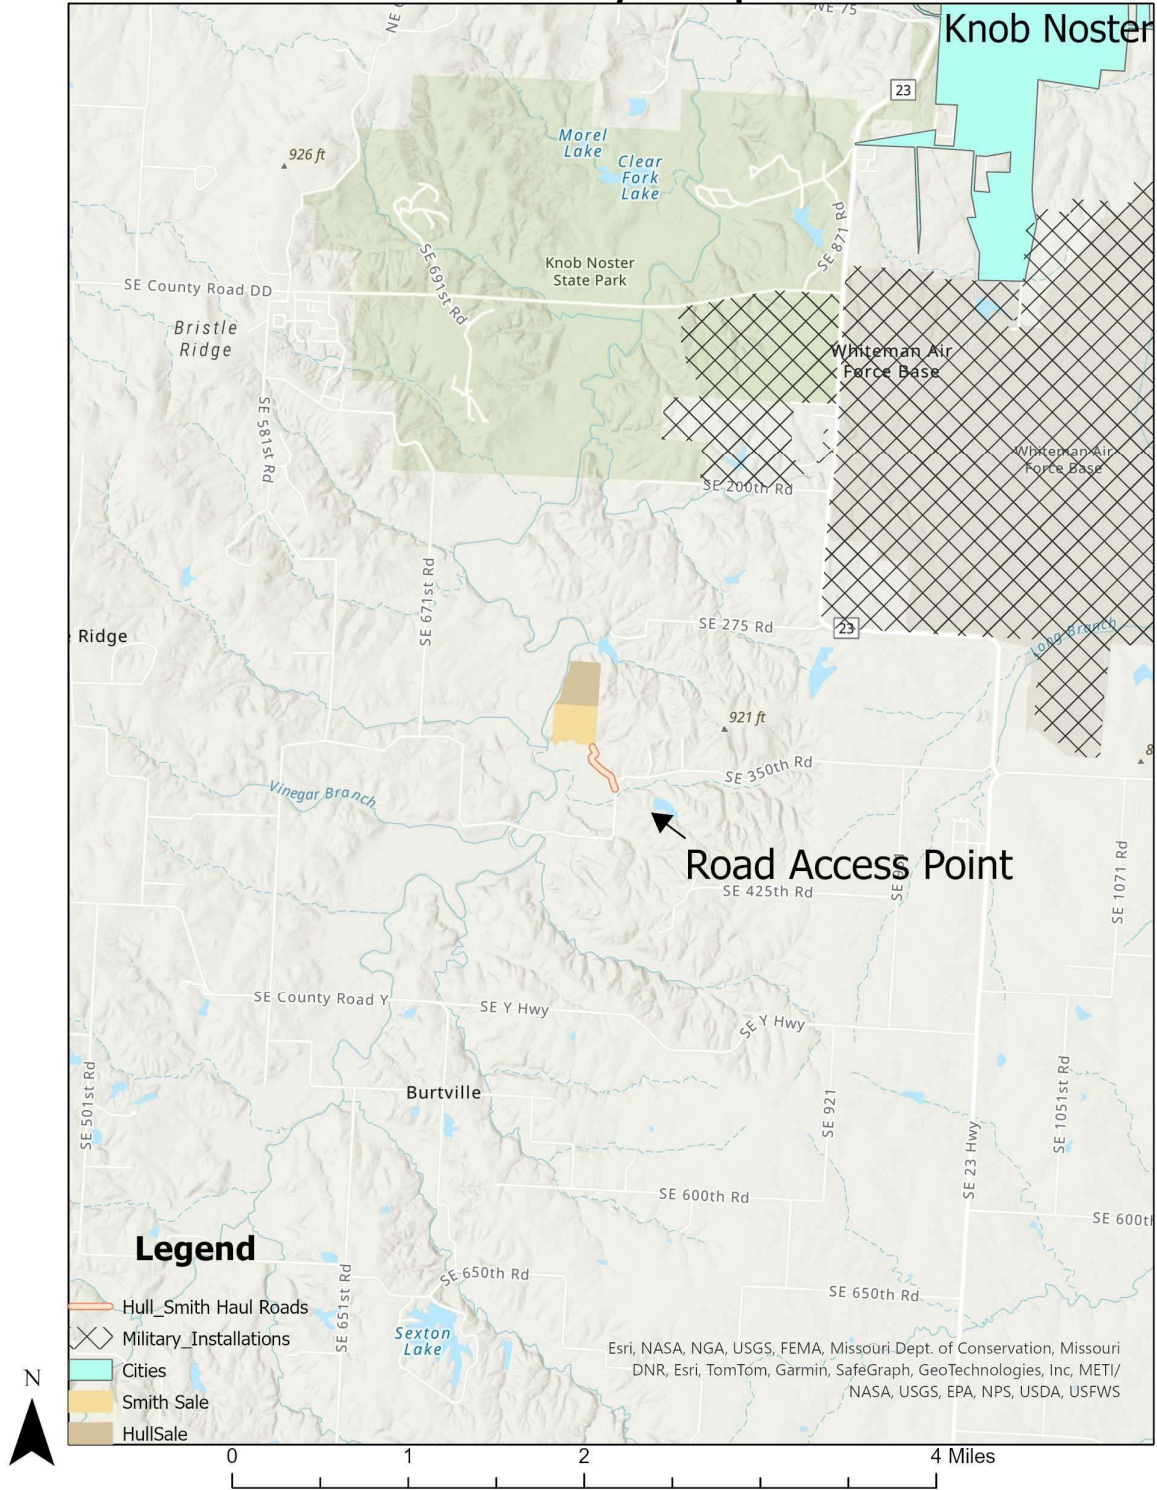 NE 75
Knob Noster
23
Morel
Lake
Clear
Fork
Lake
926 ft
SE 871 Rd
SE 691st Rd
Knob Noster
State Park
SE County Road DD
Bristle
Ridge
Whiteman Air
Force Base
Whiteman Air
Force Base
SE 581st Rd
SE 200th Rd
SE 671st Rd
SE 275 Rd
23
Long Branch
Ridge
921 ft
SE 350th Rd
Vinegar Branch
Road Access Point
SE 425th Rd
SE 1071 Rd
SE County Road Y
SE Y Hwy
SE Y Hwy
Burtville
SE 501st Rd
SE 921
SE 1051st Rd
SE 23 Hwy
SE 600th Rd
SE 600th
SE 650th Rd
SE 650th Rd
SE 651st Rd
Sexton
Lake
Legend
Hull_Smith Haul Roads
Military_Installations
Cities
Smith Sale
HullSale
Esri, NASA, NGA, USGS, FEMA, Missouri Dept. of Conservation, Missouri
DNR, Esri, TomTom, Garmin, SafeGraph, GeoTechnologies, Inc, METI/
NASA, USGS, EPA, NPS, USDA, USFWS
N
0 1 2 4 Miles